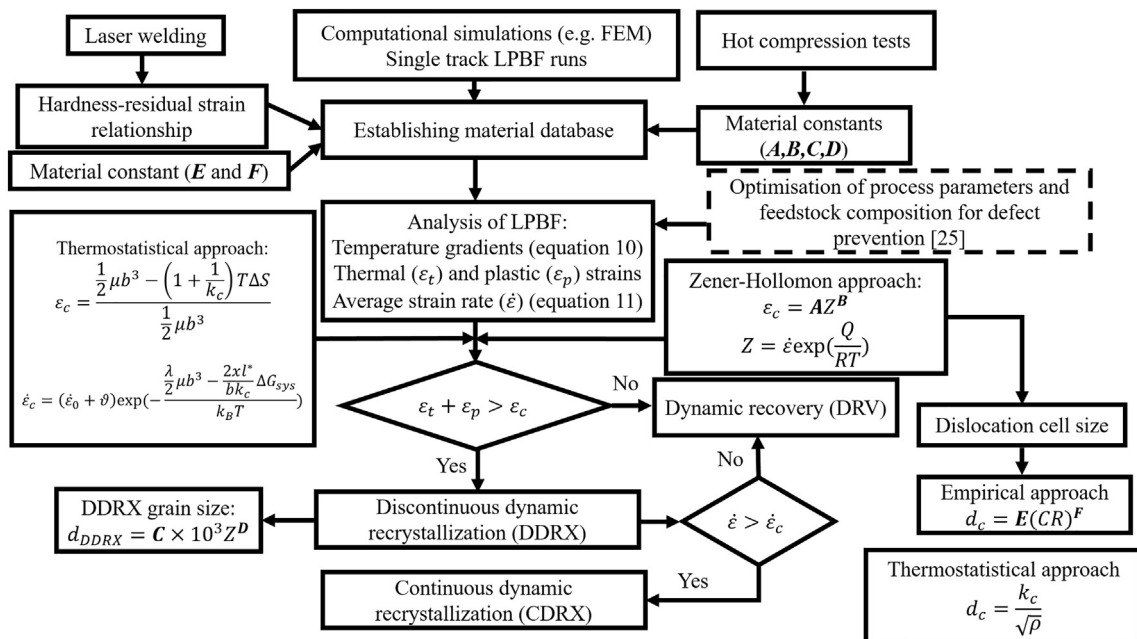 Laser welding
Computational simulations (e.g. FEM)
Single track LPBF runs
Hot compression tests
Hardness-residual strain
relationship
Establishing material database
Material constants
(A,B,C,D)
Material constant (E and F)
Optimisation of process parameters and
feedstock composition for defect
prevention [25]
Analysis of LPBF:
Temperature gradients (equation 10)
Thermal (εt) and plastic (εp) strains
Average strain rate (ε̇) (equation 11)
Thermostatistical approach:
εc = (½μb³ − (1 + 1/kc) TΔS) / (½μb³)
ε̇c = (ε̇0 + ϑ)exp(− (λ/2 μb³ − 2xl*/bkc ΔGsys) / kBT)
Zener-Hollomon approach:
εc = AZ^B
Z = ε̇exp(Q/RT)
εt + εp > εc
No
Dynamic recovery (DRV)
Yes
No
Dislocation cell size
DDRX grain size:
dDDRX = C × 10³Z^D
Discontinuous dynamic
recrystallization (DDRX)
ε̇ > ε̇c
Empirical approach
dc = E(CR)^F
Yes
Continuous dynamic
recrystallization (CDRX)
Thermostatistical approach
dc = kc/√ρ